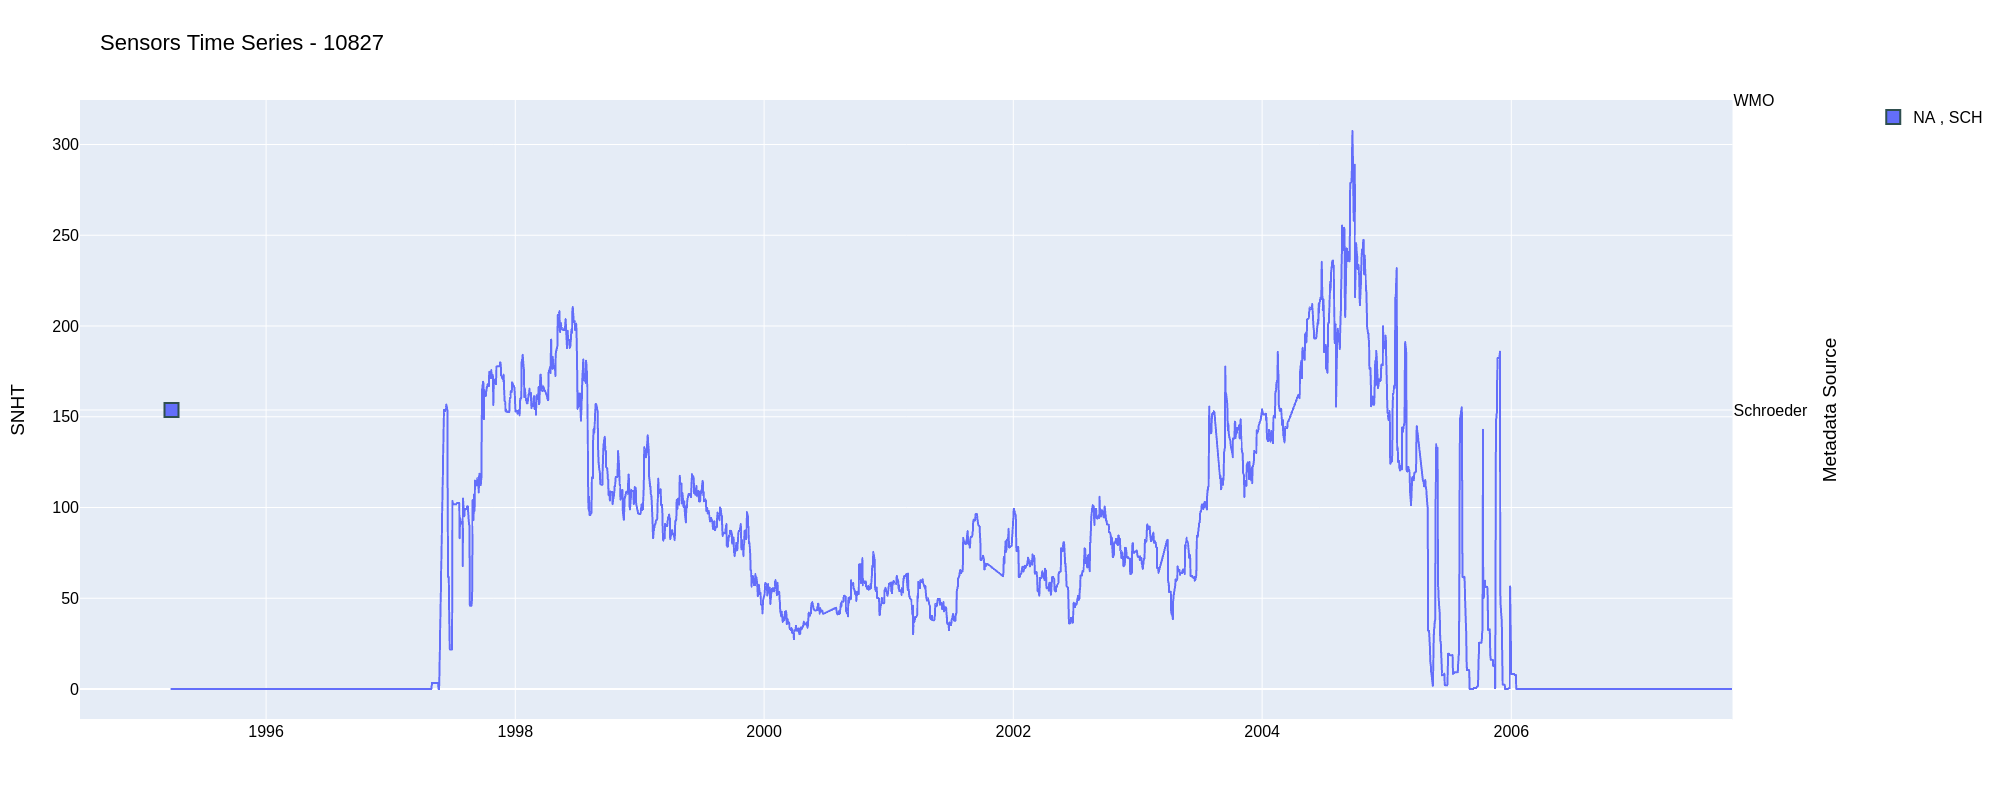 Sensors Time Series - 10827
WMO
NA , SCH
300
250
200
150
100
50
0
SNHT
Schroeder
Metadata Source
1996
1998
2000
2002
2004
2006